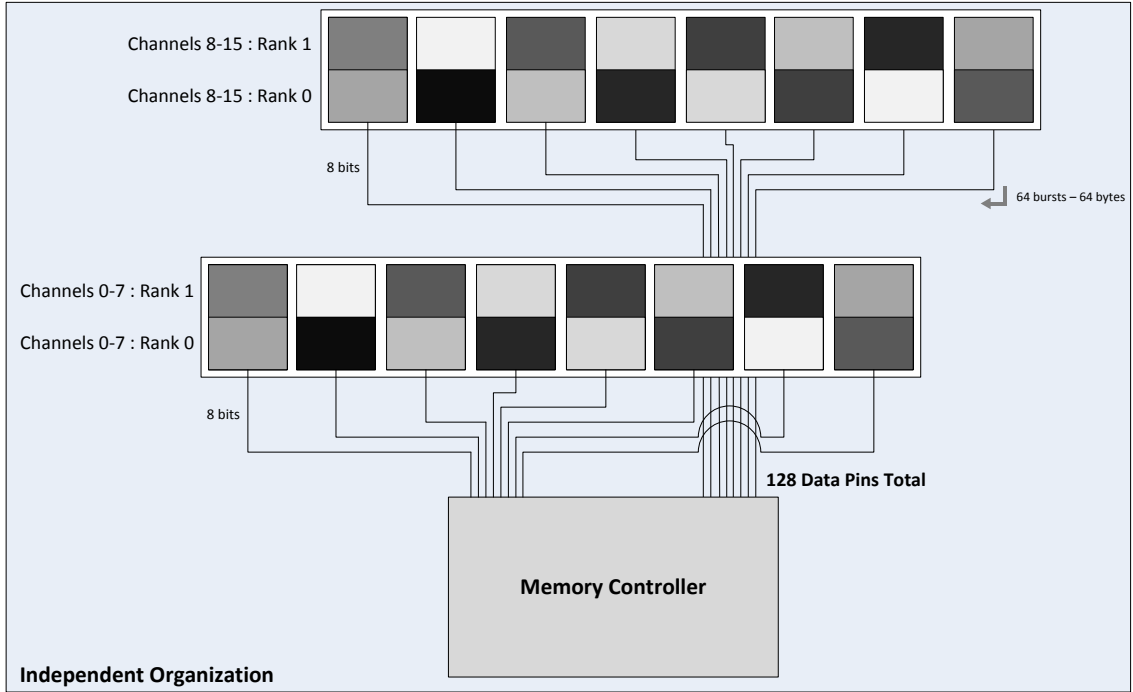 Channels 8-15 : Rank 1
Channels 8-15 : Rank 0
8 bits
64 bursts – 64 bytes
Channels 0-7 : Rank 1
Channels 0-7 : Rank 0
8 bits
128 Data Pins Total
Memory Controller
Independent Organization